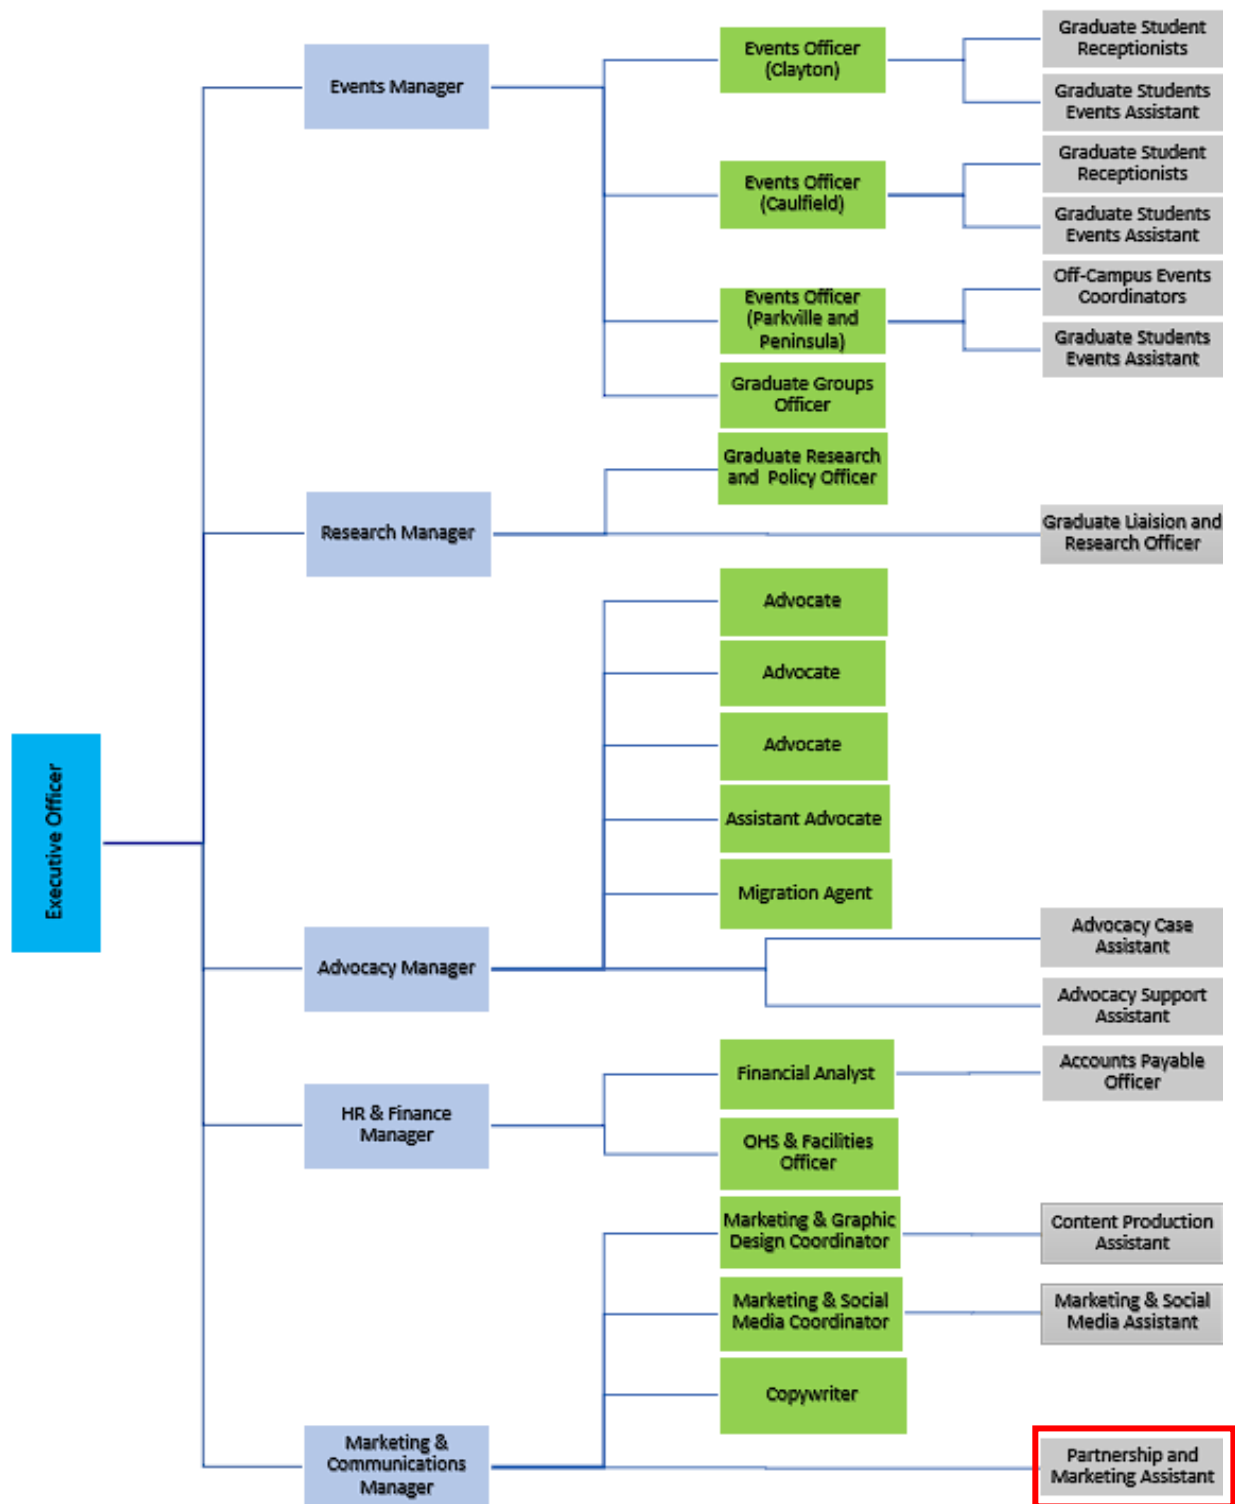 Executive Officer
Events Manager
Events Officer
(Clayton)
Graduate Student
Receptionists
Graduate Students
Events Assistant
Events Officer
(Caulfield)
Graduate Student
Receptionists
Graduate Students
Events Assistant
Events Officer
(Parkville and
Peninsula)
Off-Campus Events
Coordinators
Graduate Students
Events Assistant
Graduate Groups
Officer
Research Manager
Graduate Research
and Policy Officer
Graduate Liaision and
Research Officer
Advocacy Manager
Advocate
Advocate
Advocate
Assistant Advocate
Migration Agent
Advocacy Case
Assistant
Advocacy Support
Assistant
HR & Finance
Manager
Financial Analyst
Accounts Payable
Officer
OHS & Facilities
Officer
Marketing &
Communications
Manager
Marketing & Graphic
Design Coordinator
Content Production
Assistant
Marketing & Social
Media Coordinator
Marketing & Social
Media Assistant
Copywriter
Partnership and
Marketing Assistant